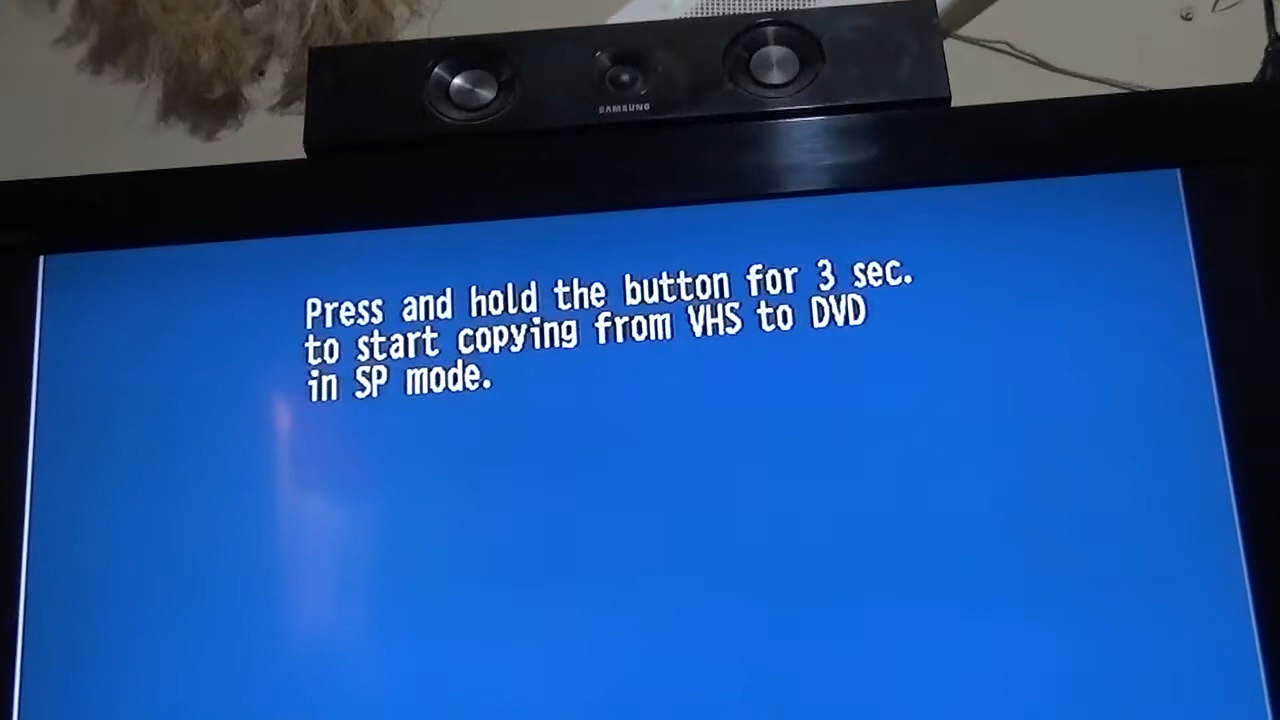 SAMSUNG
Press and hold the button for 3 sec.
to start copying from VHS to DVD
in SP mode.